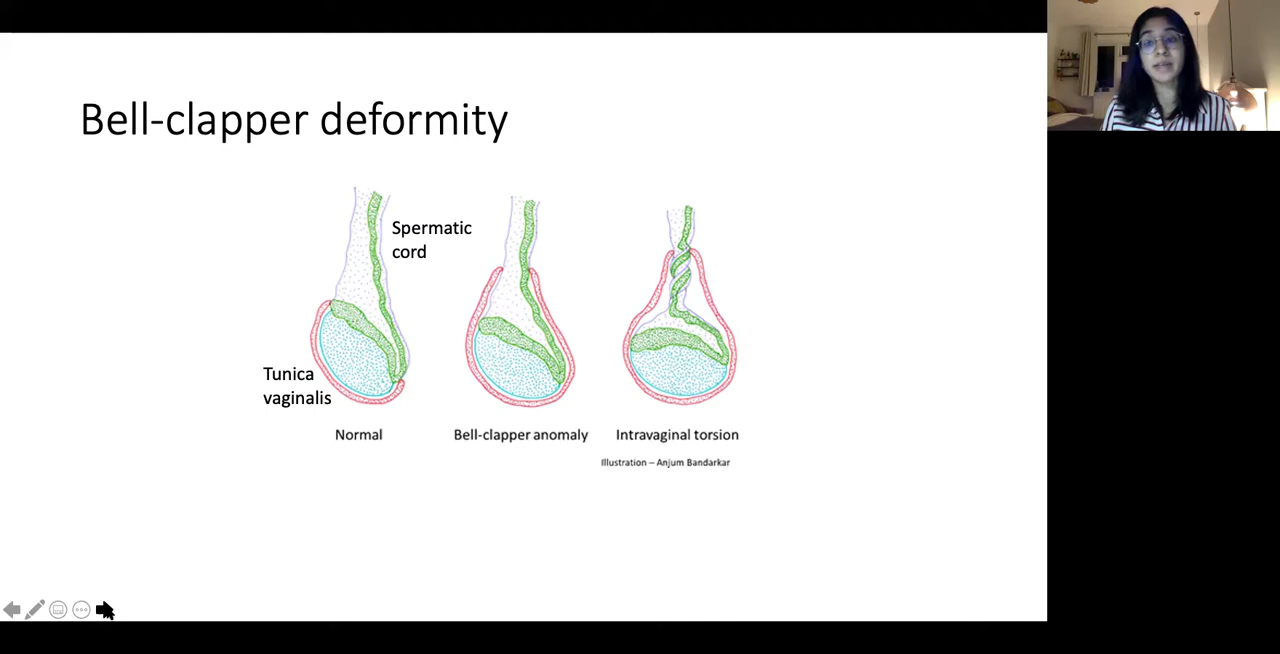 Bell-clapper deformity
Spermatic
cord
Tunica
vaginalis
Normal
Bell-clapper anomaly
Intravaginal torsion
Illustration – Anjum Bandarkar